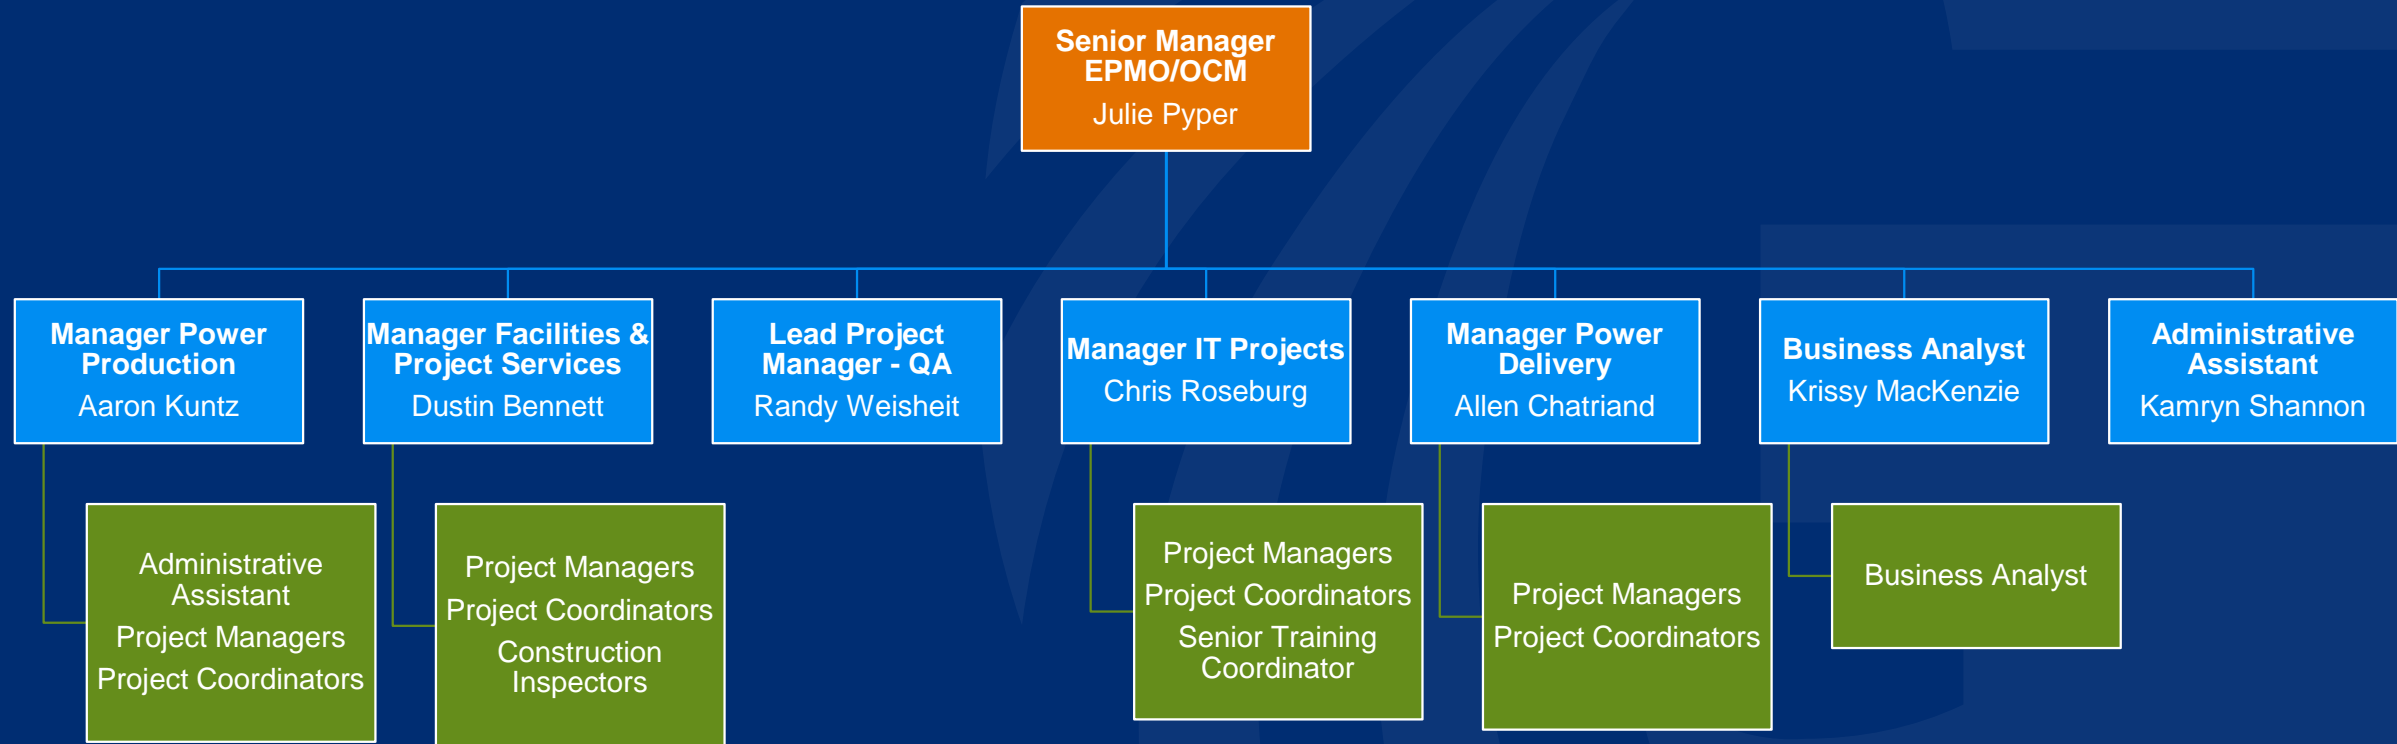 Senior Manager
EPMO/OCM
Julie Pyper
Manager Power
Production
Aaron Kuntz
Manager Facilities &
Project Services
Dustin Bennett
Lead Project
Manager - QA
Randy Weisheit
Manager IT Projects
Chris Roseburg
Manager Power
Delivery
Allen Chatriand
Business Analyst
Krissy MacKenzie
Administrative
Assistant
Kamryn Shannon
Administrative
Assistant
Project Managers
Project Coordinators
Project Managers
Project Coordinators
Construction
Inspectors
Project Managers
Project Coordinators
Senior Training
Coordinator
Project Managers
Project Coordinators
Business Analyst